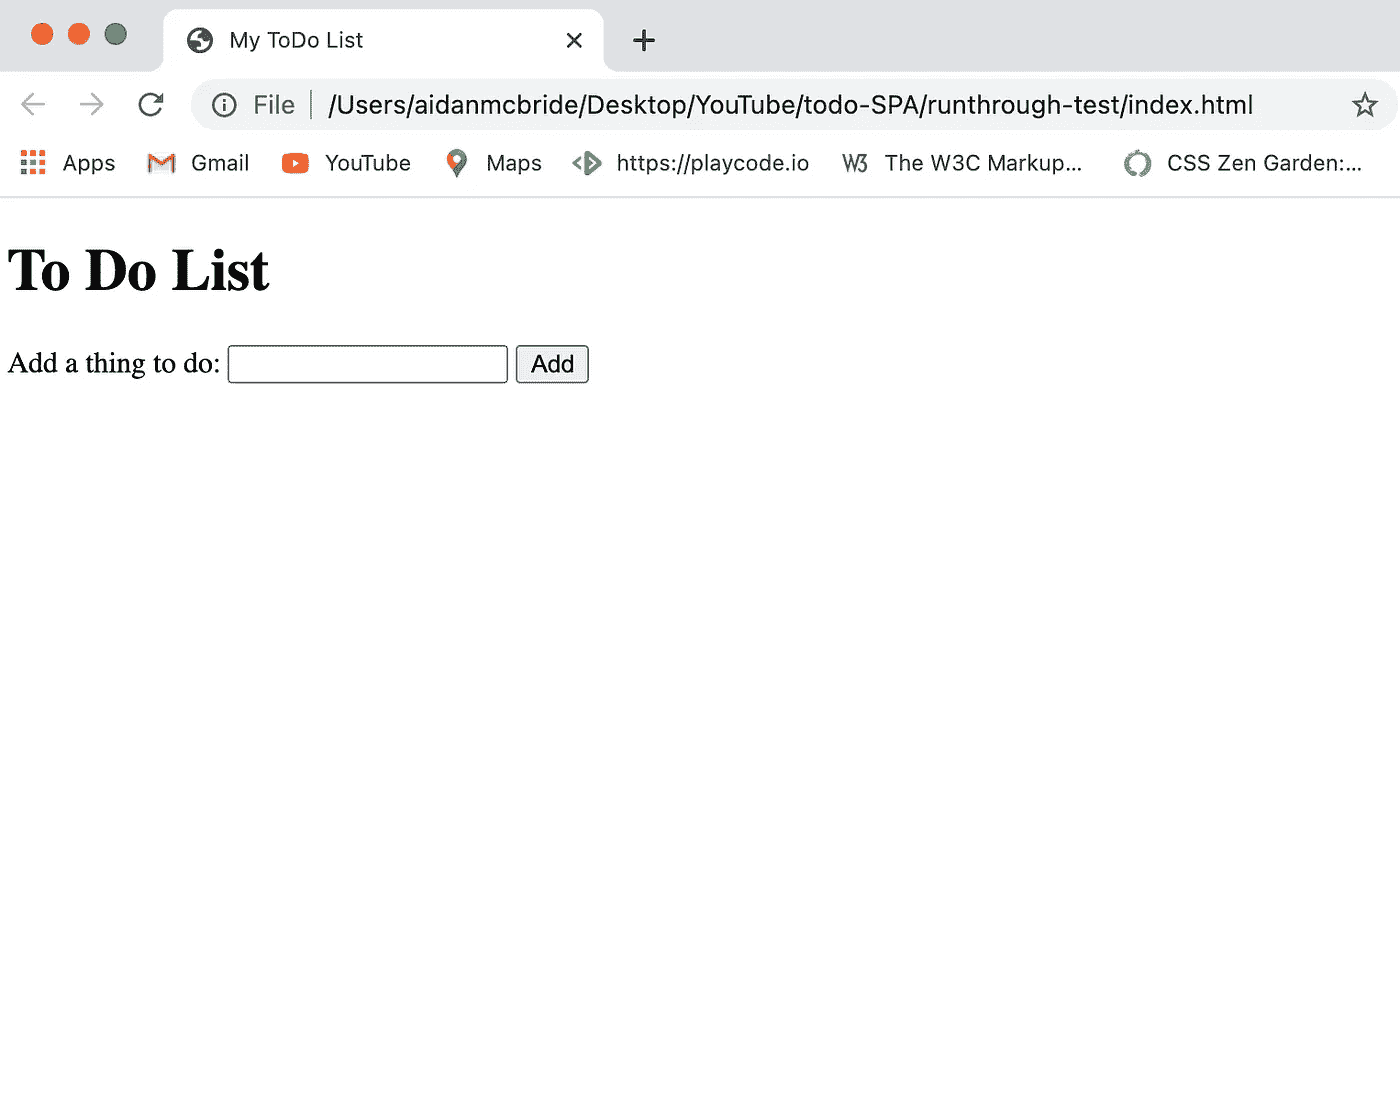 My ToDo List
File | /Users/aidanmcbride/Desktop/YouTube/todo-SPA/runthrough-test/index.html
Apps Gmail YouTube Maps https://playcode.io W3 The W3C Markup... CSS Zen Garden:...
To Do List
Add a thing to do: Add